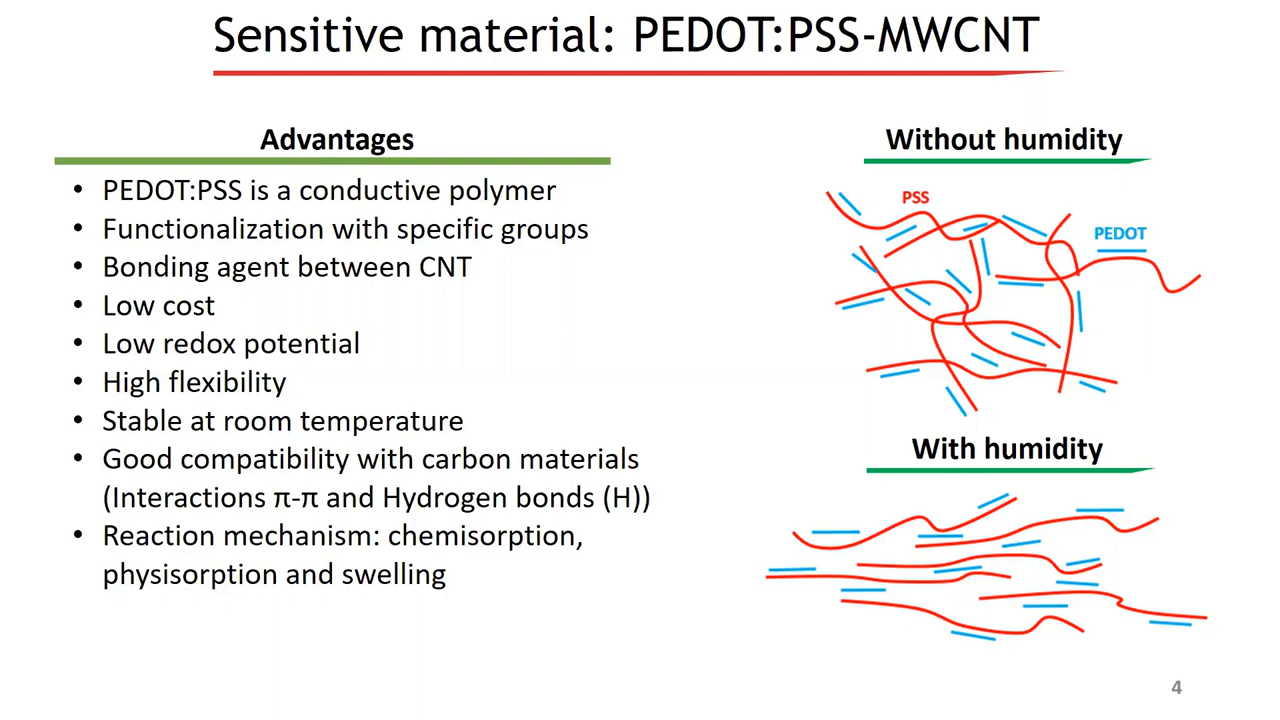 Sensitive material: PEDOT:PSS-MWCNT
Advantages
• PEDOT:PSS is a conductive polymer
• Functionalization with specific groups
• Bonding agent between CNT
• Low cost
• Low redox potential
• High flexibility
• Stable at room temperature
• Good compatibility with carbon materials
(Interactions π-π and Hydrogen bonds (H))
• Reaction mechanism: chemisorption,
physisorption and swelling
Without humidity
PSS
PEDOT
With humidity
4